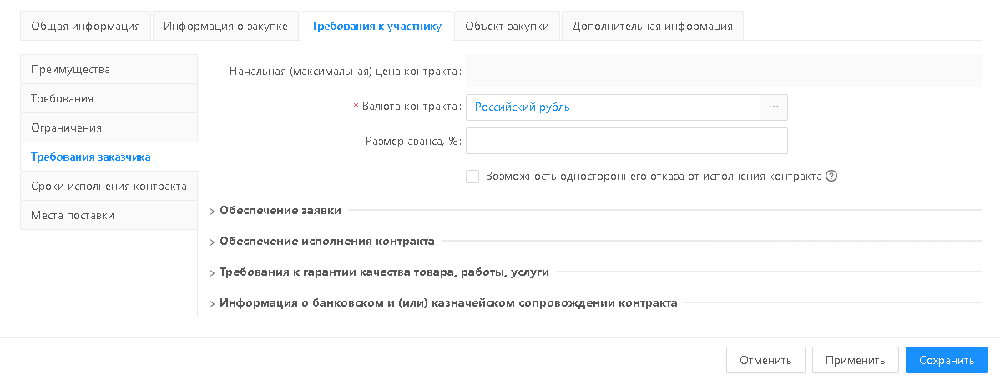 Общая информация
Информация о закупке
Требования к участнику
Объект закупки
Дополнительная информация
Преимущества
Требования
Ограничения
Требования заказчика
Сроки исполнения контракта
Места поставки
Начальная (максимальная) цена контракта:
* Валюта контракта: Российский рубль ...
Размер аванса, %:
Возможность одностороннего отказа от исполнения контракта ?
> Обеспечение заявки
> Обеспечение исполнения контракта
> Требования к гарантии качества товара, работы, услуги
> Информация о банковском и (или) казначейском сопровождении контракта
Отменить
Применить
Сохранить